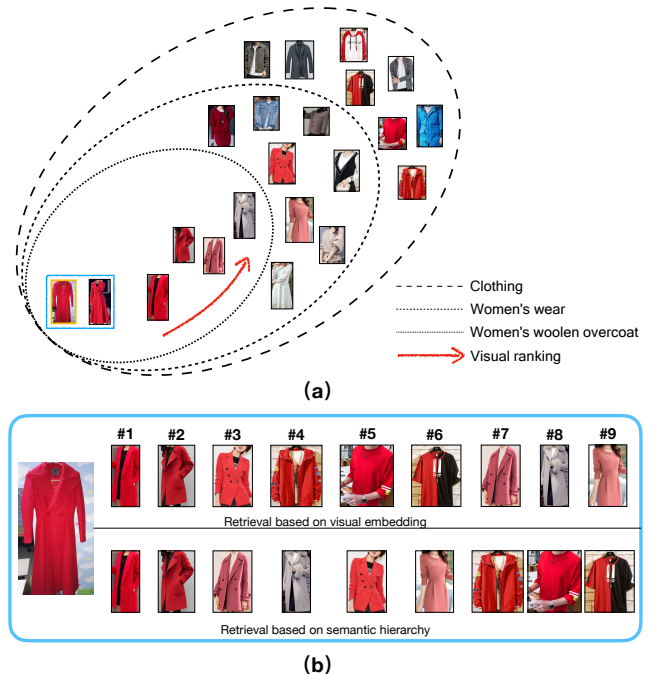 Clothing
Women's wear
Women's woolen overcoat
Visual ranking
(a)
#1 #2 #3 #4 #5 #6 #7 #8 #9
Retrieval based on visual embedding
Retrieval based on semantic hierarchy
(b)